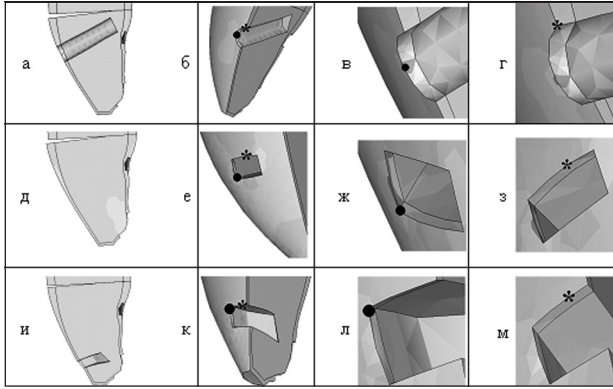 а б в г
д е ж з
и к л м